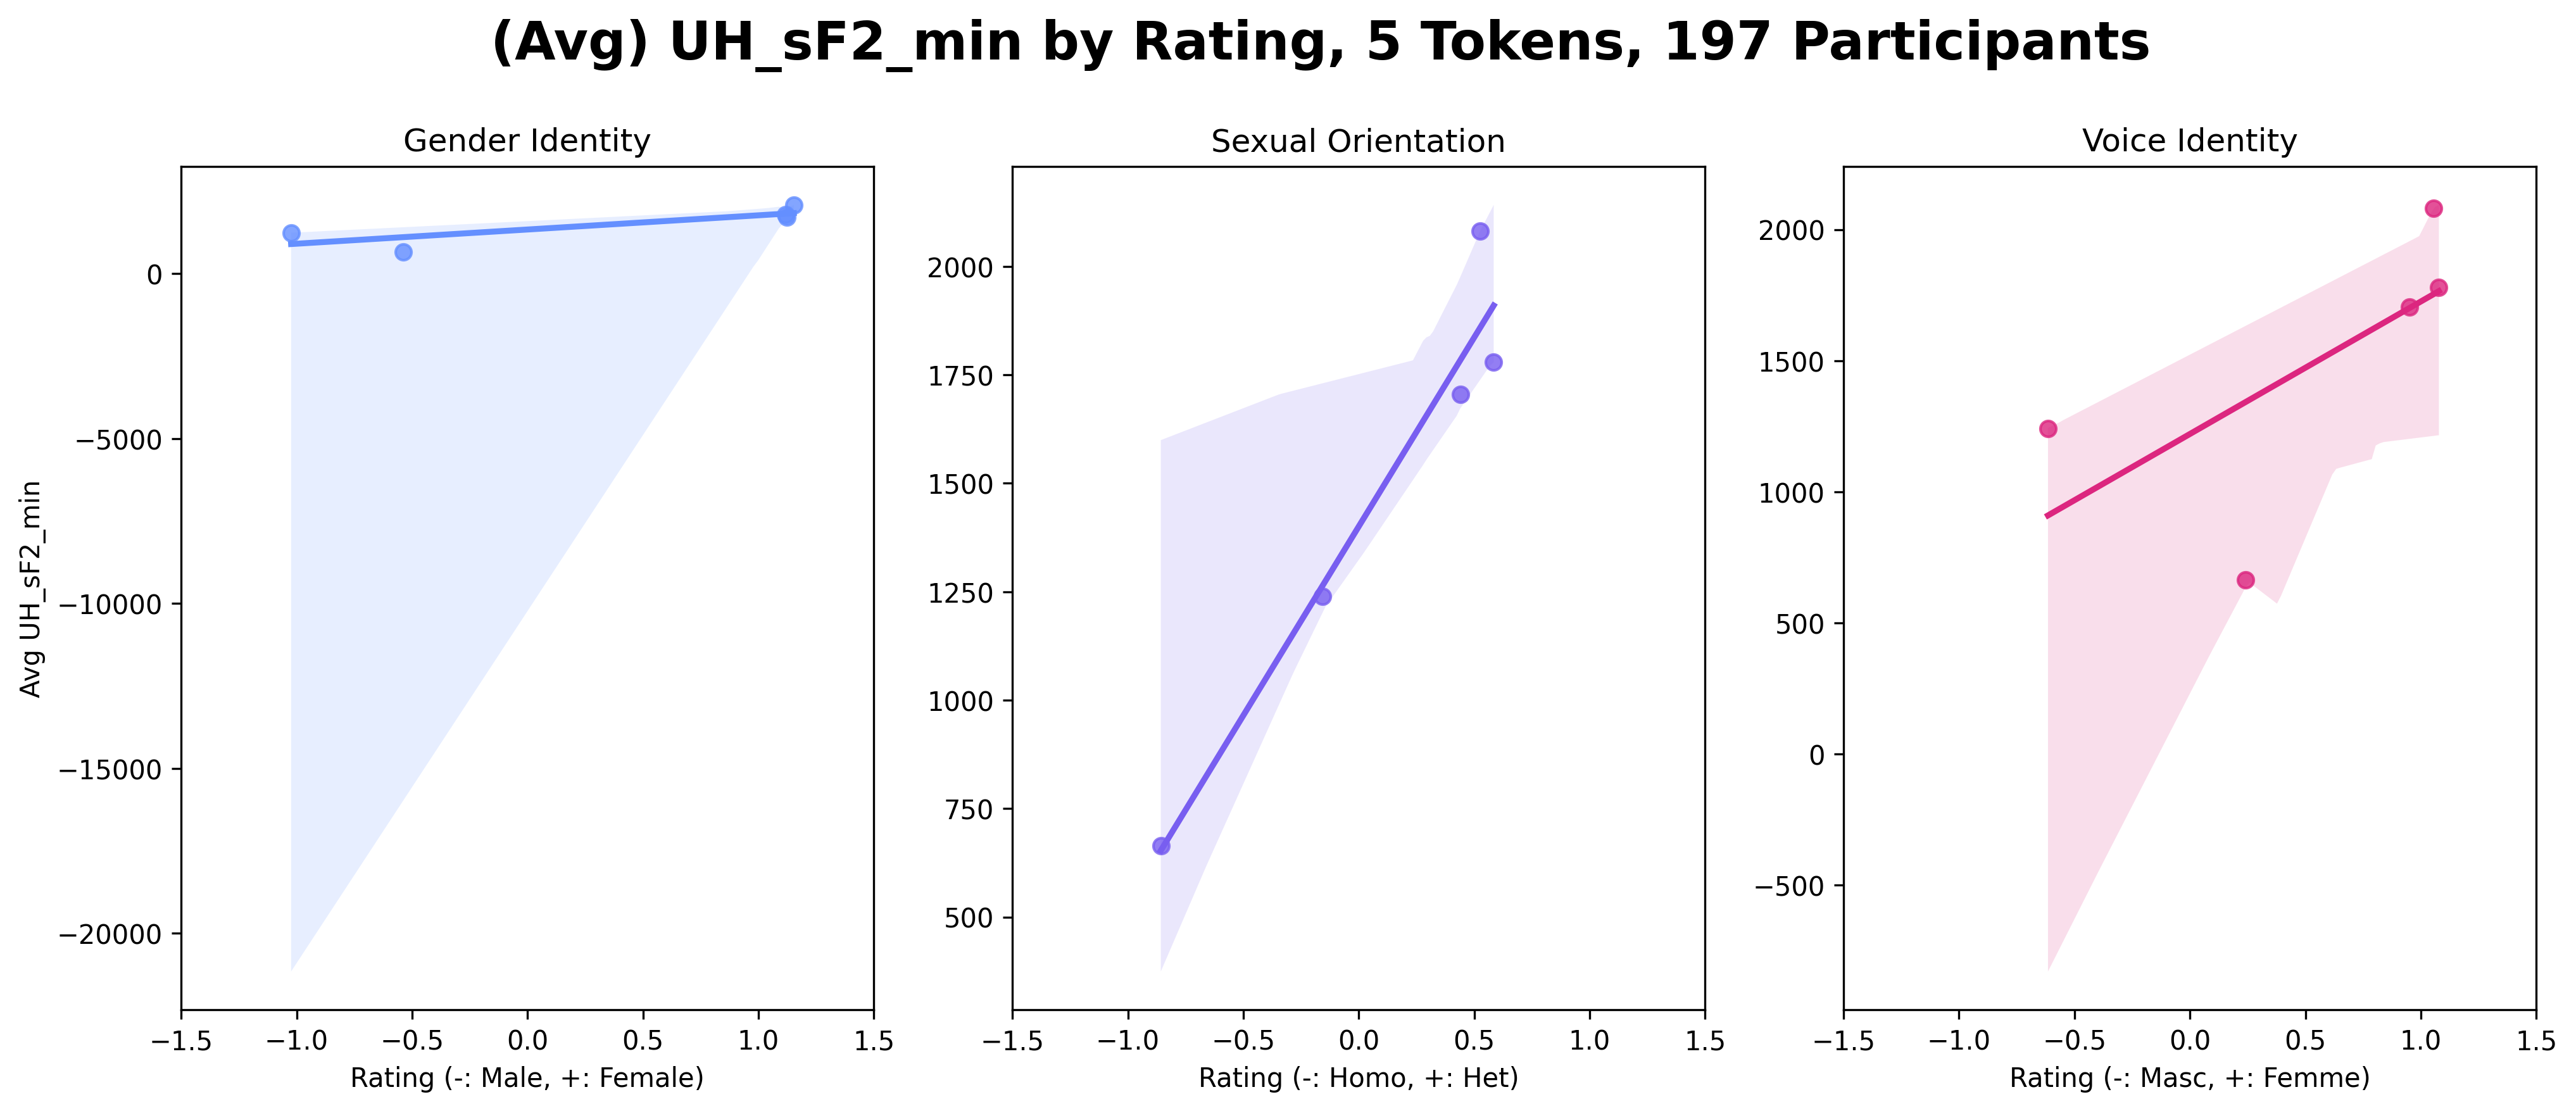 (Avg) UH_sF2_min by Rating, 5 Tokens, 197 Participants
Gender Identity
Avg UH_sF2_min
0
−5000
−10000
−15000
−20000
−1.5 −1.0 −0.5 0.0 0.5 1.0 1.5
Rating (-: Male, +: Female)
Sexual Orientation
2000
1750
1500
1250
1000
750
500
−1.5 −1.0 −0.5 0.0 0.5 1.0 1.5
Rating (-: Homo, +: Het)
Voice Identity
2000
1500
1000
500
0
−500
−1.5 −1.0 −0.5 0.0 0.5 1.0 1.5
Rating (-: Masc, +: Femme)